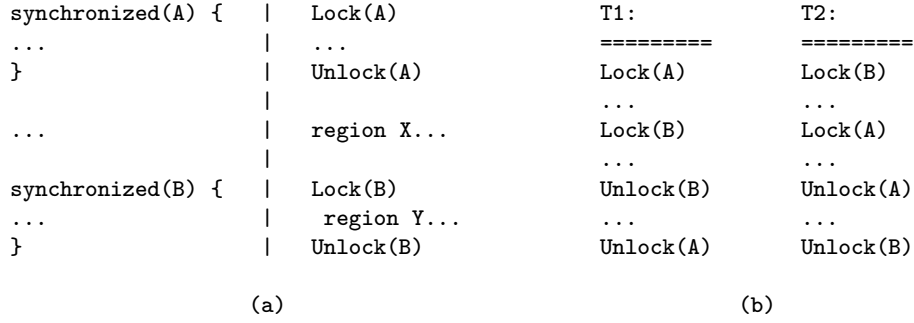 synchronized(A) {  |  Lock(A)  T1:  T2:
...  |  ...  =========  =========
}  |  Unlock(A)  Lock(A)  Lock(B)
|  ...  ...
...  |  region X...  Lock(B)  Lock(A)
|  ...  ...
synchronized(B) {  |  Lock(B)  Unlock(B)  Unlock(A)
...  |  region Y...  ...  ...
}  |  Unlock(B)  Unlock(A)  Unlock(B)
(a)  (b)